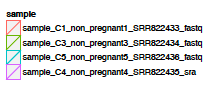 sample
sample_C1_non_pregnant1_SRR822433_fastq
sample_C3_non_pregnant3_SRR822434_fastq
sample_C5_non_pregnant5_SRR822436_fastq
sample_C4_non_pregnant4_SRR822435_sra